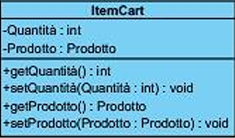 ItemCart
-Quantità : int
-Prodotto : Prodotto
+getQuantità() : int
+setQuantità(Quantità : int) : void
+getProdotto() : Prodotto
+setProdotto(Prodotto : Prodotto) : void